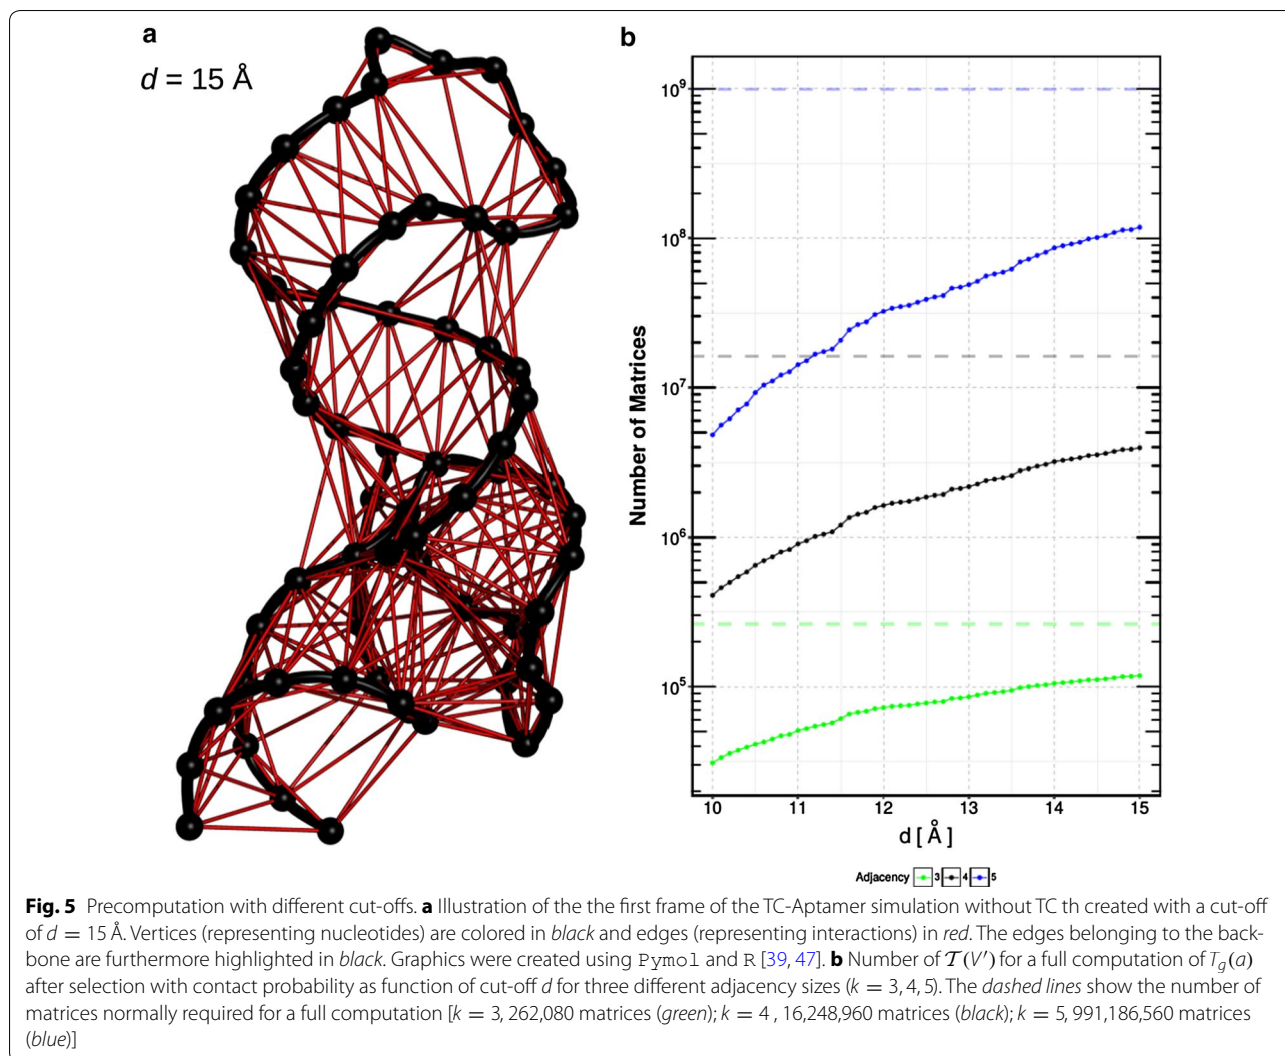 a
d = 15 Å
b
10⁹
10⁸
10⁷
10⁶
10⁵
Number of Matrices
10 11 12 13 14 15
d [ Å ]
Adjacency 3 4 5
Fig. 5 Precomputation with different cut-offs. a Illustration of the the first frame of the TC-Aptamer simulation without TC th created with a cut-off
of d = 15 Å. Vertices (representing nucleotides) are colored in black and edges (representing interactions) in red. The edges belonging to the back-
bone are furthermore highlighted in black. Graphics were created using Pymol and R [39, 47]. b Number of 𝒯(V′) for a full computation of T_g(a)
after selection with contact probability as function of cut-off d for three different adjacency sizes (k = 3, 4, 5). The dashed lines show the number of
matrices normally required for a full computation [k = 3, 262,080 matrices (green); k = 4 , 16,248,960 matrices (black); k = 5, 991,186,560 matrices
(blue)]